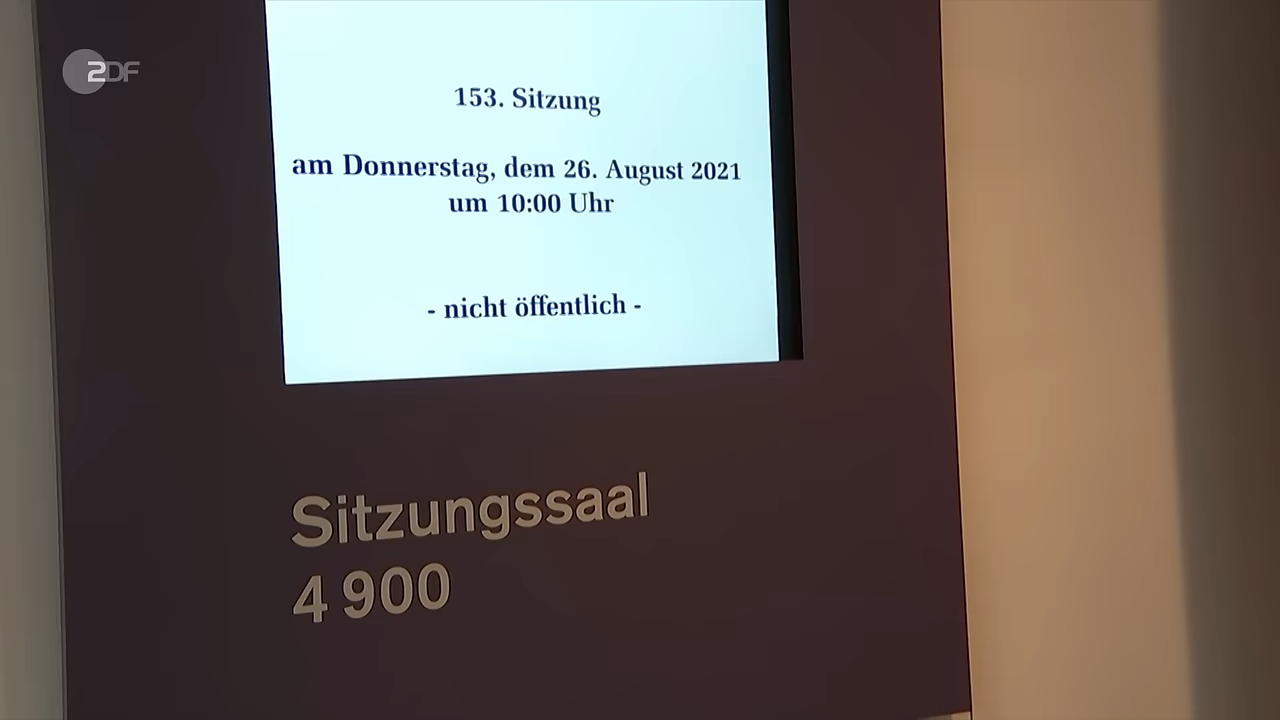 ZDF
153. Sitzung
am Donnerstag, dem 26. August 2021
um 10:00 Uhr
- nicht öffentlich -
Sitzungssaal
4 900